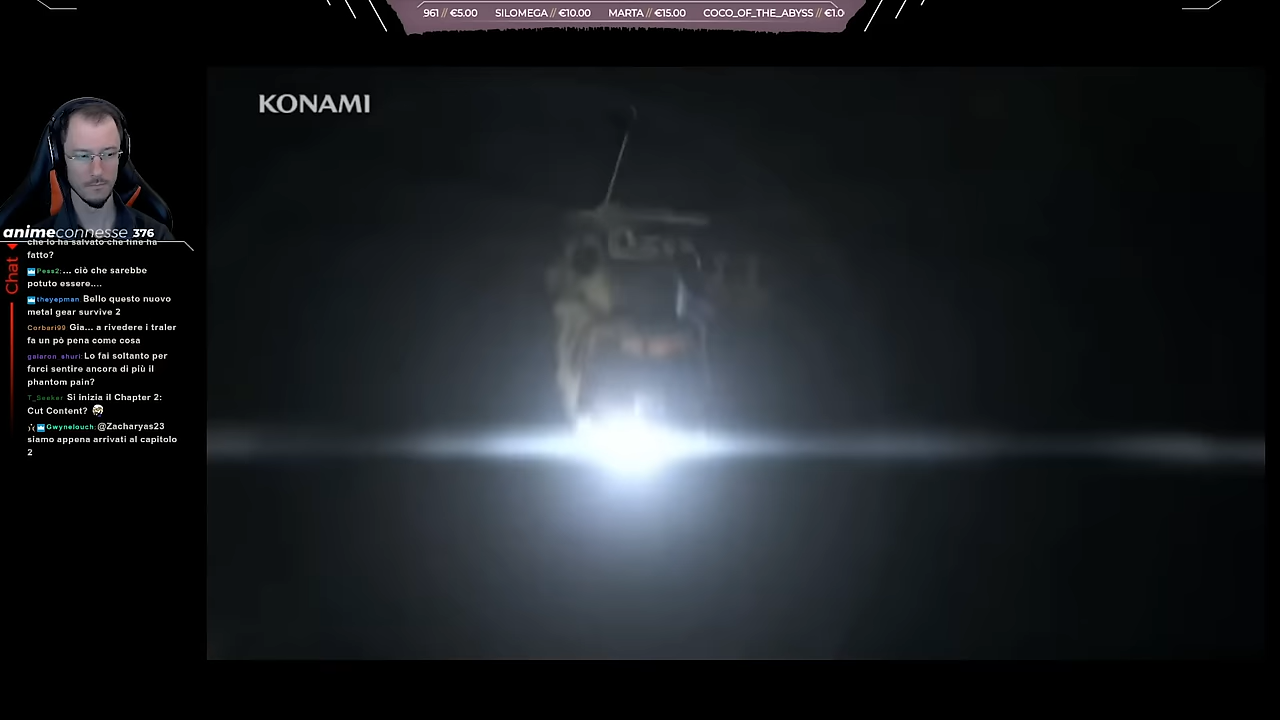 961 // €5.00 SILOMEGA // €10.00 MARTA // €15.00 COCO_OF_THE_ABYSS // €1.0
KONAMI
animeconnesse 376
Chat
che lo ha salvato che fine ha
fatto?
Pess2: ... ciò che sarebbe
potuto essere....
theyepman Bello questo nuovo
metal gear survive 2
Corbari99 Gia... a rivedere i traler
fa un pò pena come cosa
galaron_shuri: Lo fai soltanto per
farci sentire ancora di più il
phantom pain?
T_Seeker Si inizia il Chapter 2:
Cut Content?
Gwynelouch: @Zacharyas23
siamo appena arrivati al capitolo
2